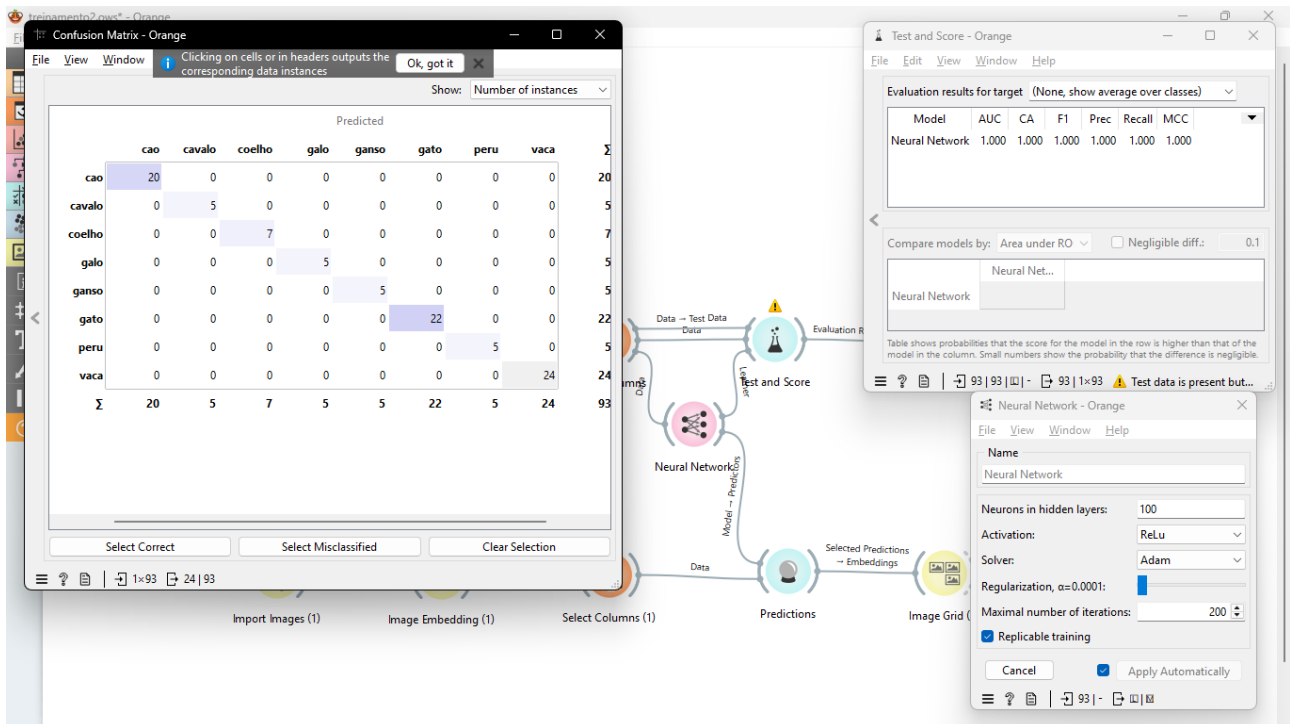 treinamento2.ows* - Orange
Confusion Matrix - Orange
File View Window
Clicking on cells or in headers outputs the
corresponding data instances
Ok, got it
Show: Number of instances
Predicted
cao cavalo coelho galo ganso gato peru vaca Σ
cao 20 0 0 0 0 0 0 0 20
cavalo 0 5 0 0 0 0 0 0 5
coelho 0 0 7 0 0 0 0 0 7
galo 0 0 0 5 0 0 0 0 5
ganso 0 0 0 0 5 0 0 0 5
gato 0 0 0 0 0 22 0 0 22
peru 0 0 0 0 0 0 5 0 5
vaca 0 0 0 0 0 0 0 24 24
Σ 20 5 7 5 5 22 5 24 93
Select Correct Select Misclassified Clear Selection
1×93 24 | 93
Test and Score - Orange
File Edit View Window Help
Evaluation results for target (None, show average over classes)
Model AUC CA F1 Prec Recall MCC
Neural Network 1.000 1.000 1.000 1.000 1.000 1.000
Compare models by: Area under RO Negligible diff.: 0.1
Neural Net...
Neural Network
Table shows probabilities that the score for the model in the row is higher than that of the
model in the column. Small numbers show the probability that the difference is negligible.
93 | 93 | - 93 | 1×93 Test data is present but...
Neural Network - Orange
File View Window Help
Name
Neural Network
Neurons in hidden layers: 100
Activation: ReLu
Solver: Adam
Regularization, α=0.0001:
Maximal number of iterations: 200
Replicable training
Cancel Apply Automatically
93 | -
Data → Test Data
Data
Evaluation R
Data
Learner
Test and Score
Neural Network
Model → Predictors
Data
Selected Predictions
→ Embeddings
Import Images (1)
Image Embedding (1)
Select Columns (1)
Predictions
Image Grid (